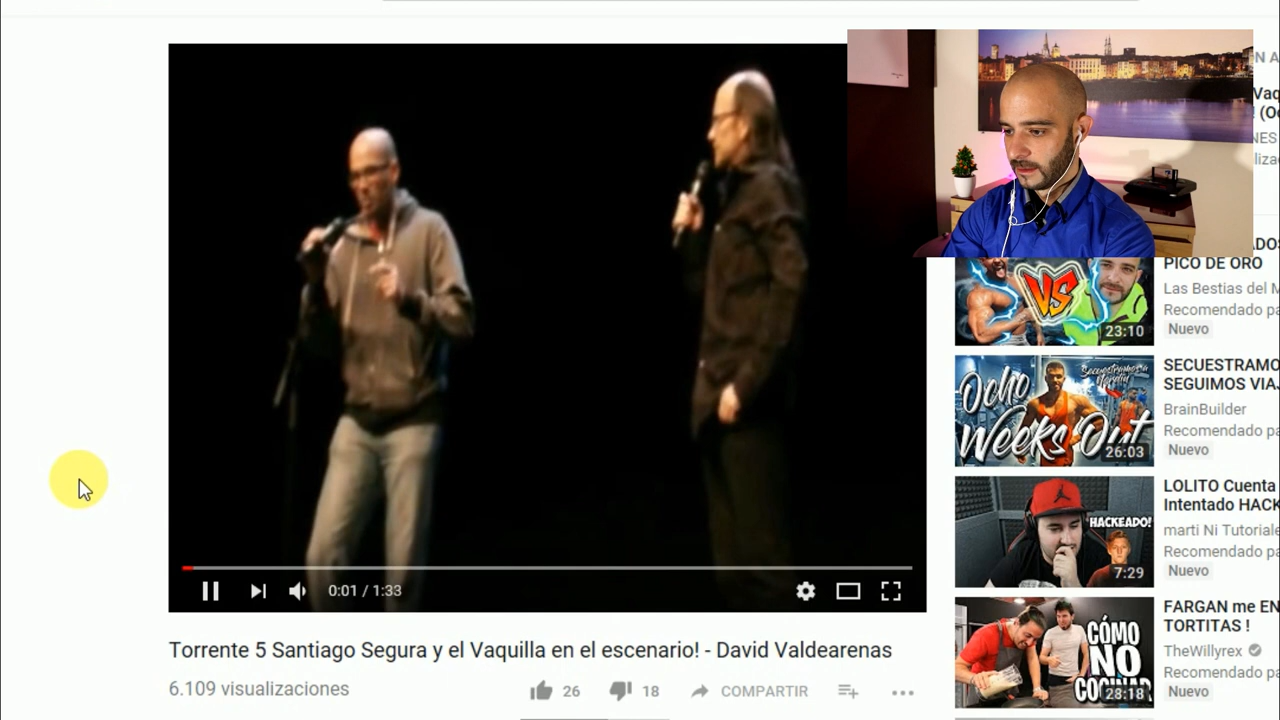 0:01 / 1:33
Torrente 5 Santiago Segura y el Vaquilla en el escenario! - David Valdearenas
6.109 visualizaciones
26
18
COMPARTIR
PICO DE ORO
Las Bestias del M
Recomendado pa
Nuevo
VS
23:10
SECUESTRAMO
SEGUIMOS VIA
BrainBuilder
Recomendado pa
Nuevo
Ocho
Weeks Out
26:03
LOLITO Cuenta
Intentado HACK
marti Ni Tutoriale
Recomendado pa
Nuevo
HACKEADO!
7:29
FARGAN me EN
TORTITAS !
TheWillyrex
Recomendado pa
Nuevo
CÓMO
NO
COCINAR
28:18